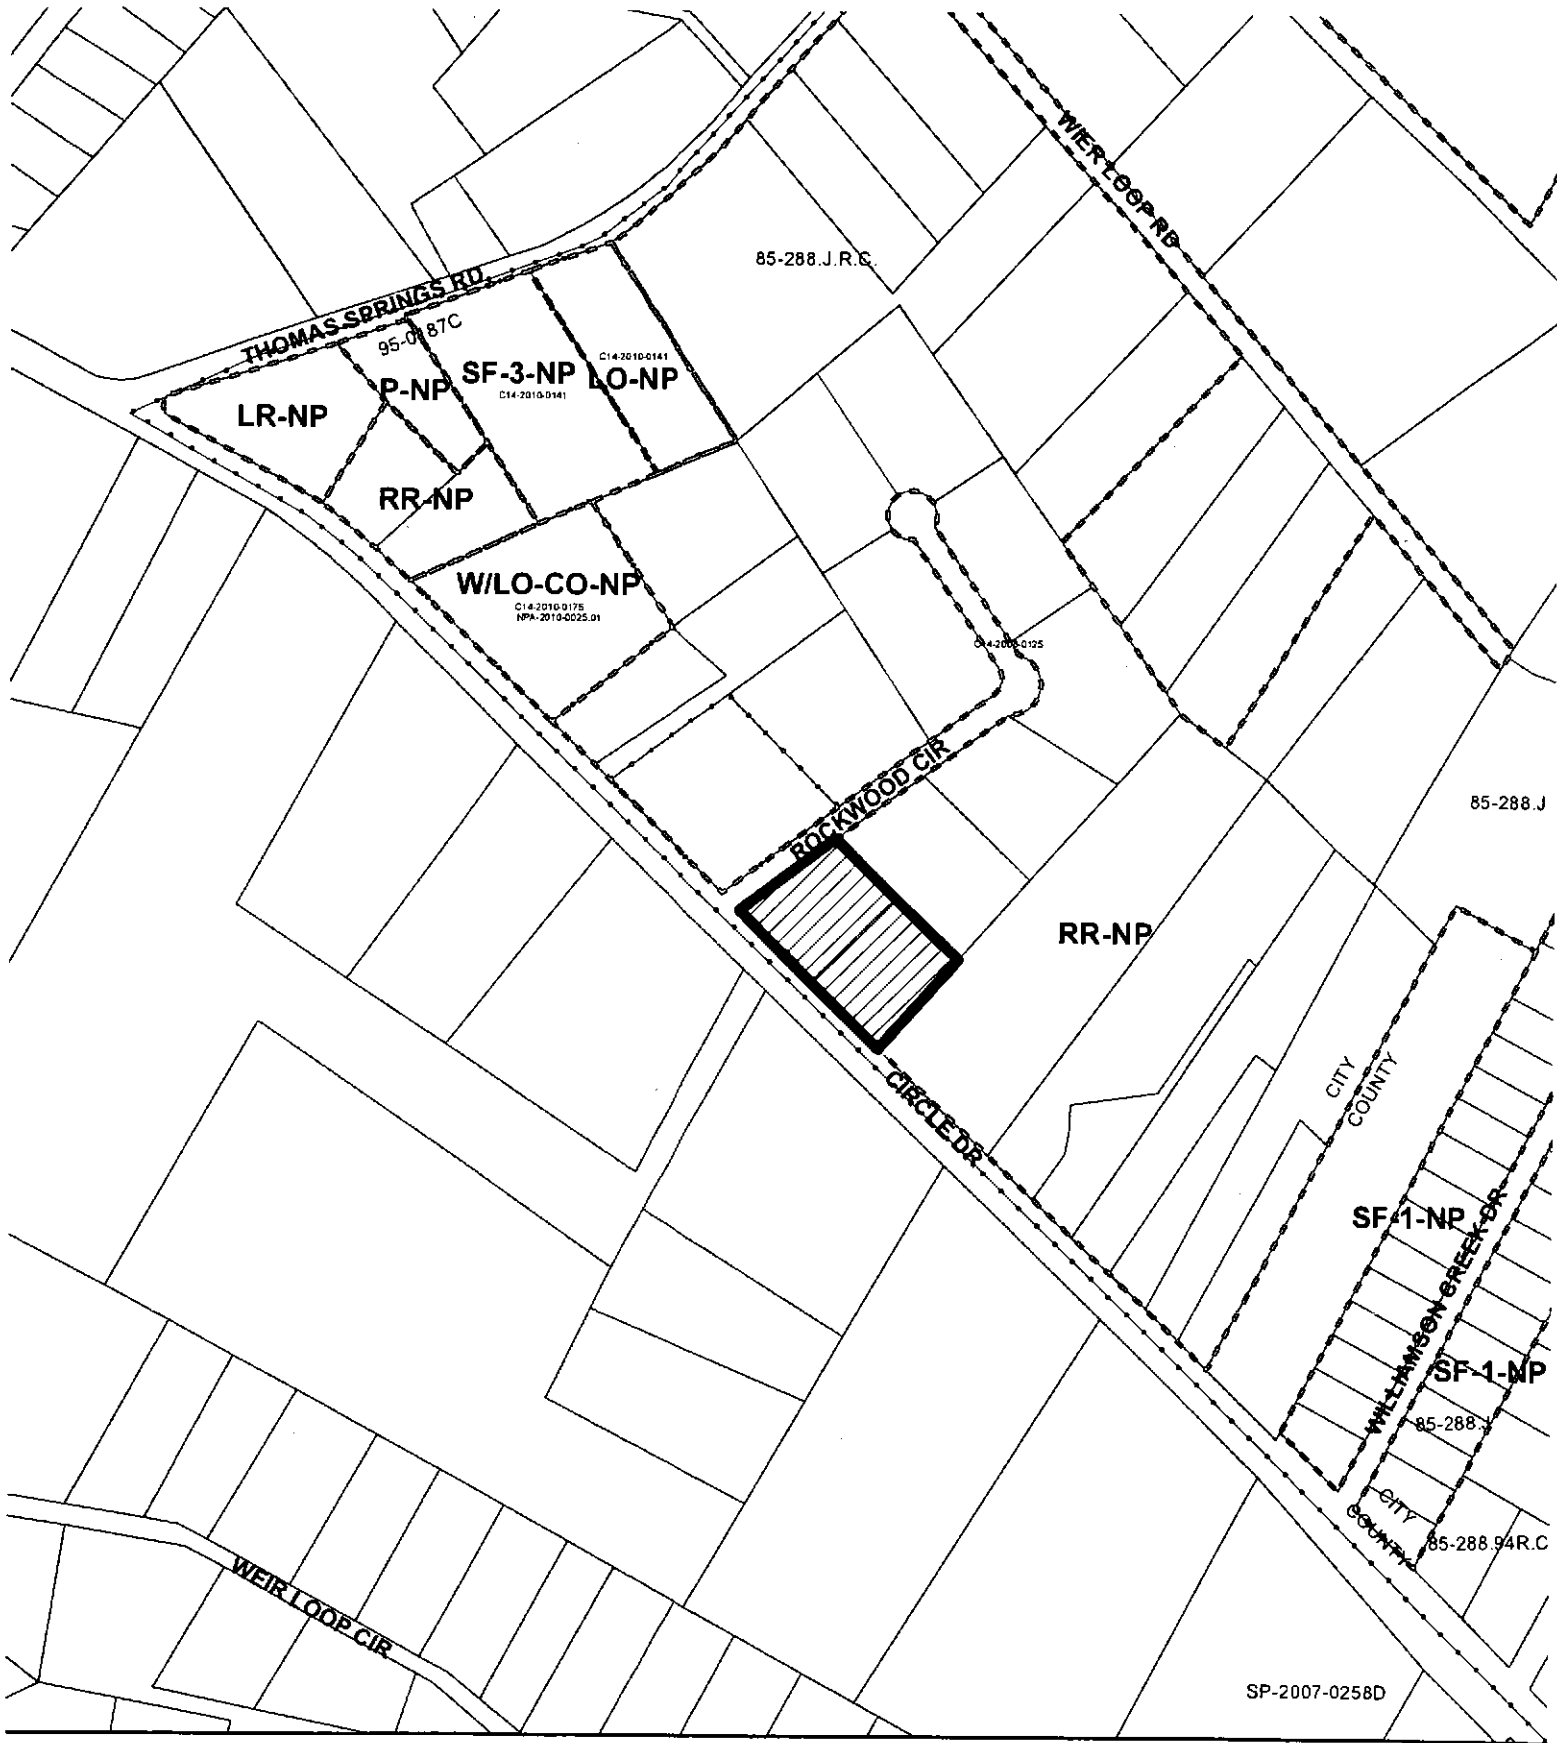 WIER LOOP RD
85-288.J.R.C.
THOMAS SPRINGS RD
95-0187C
C14-2010-0141
SF-3-NP
LO-NP
P-NP
C14-2010-0141
LR-NP
RR-NP
W/LO-CO-NP
C14-2010-0175
NPA-2010-0025.01
ROCKWOOD CIR
85-288.J
RR-NP
CITY
COUNTY
CIRCLE DR
SF-1-NP
WILLIAMSON CREEK DR
SF-1-NP
85-288.J
CITY
COUNTY
85-288.94R.C
WEIR LOOP CIR
SP-2007-0258D